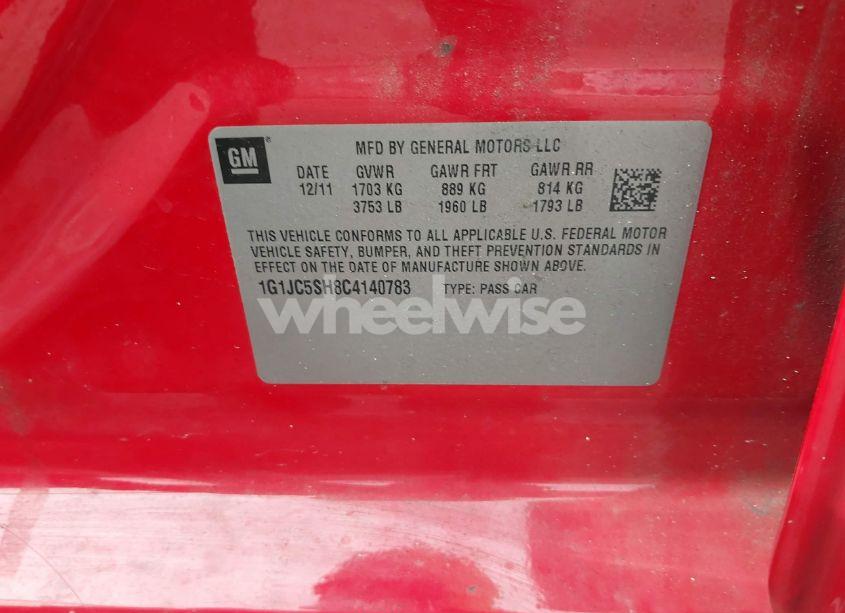 GM
MFD BY GENERAL MOTORS LLC
DATE GVWR GAWR FRT GAWR RR
12/11 1703 KG 889 KG 814 KG
3753 LB 1960 LB 1793 LB
THIS VEHICLE CONFORMS TO ALL APPLICABLE U.S. FEDERAL MOTOR
VEHICLE SAFETY, BUMPER, AND THEFT PREVENTION STANDARDS IN
EFFECT ON THE DATE OF MANUFACTURE SHOWN ABOVE.
1G1JC5SH8C4140783 TYPE: PASS CAR
wheelwise